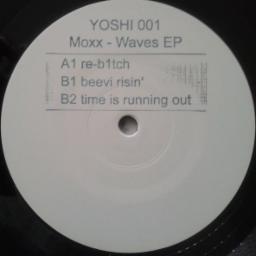 YOSHI 001
Moxx - Waves EP
A1 re-b1tch
B1 beevi risin'
B2 time is running out